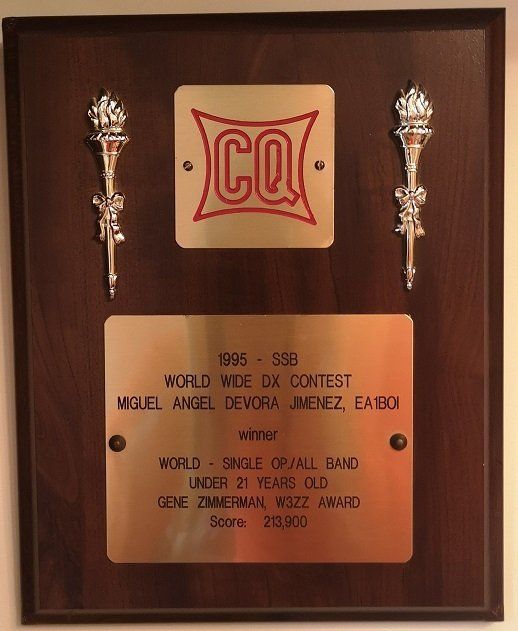 CQ
1995 - SSB
WORLD WIDE DX CONTEST
MIGUEL ANGEL DEVORA JIMENEZ, EA1BOI
winner
WORLD - SINGLE OP./ALL BAND
UNDER 21 YEARS OLD
GENE ZIMMERMAN, W3ZZ AWARD
Score: 213,900